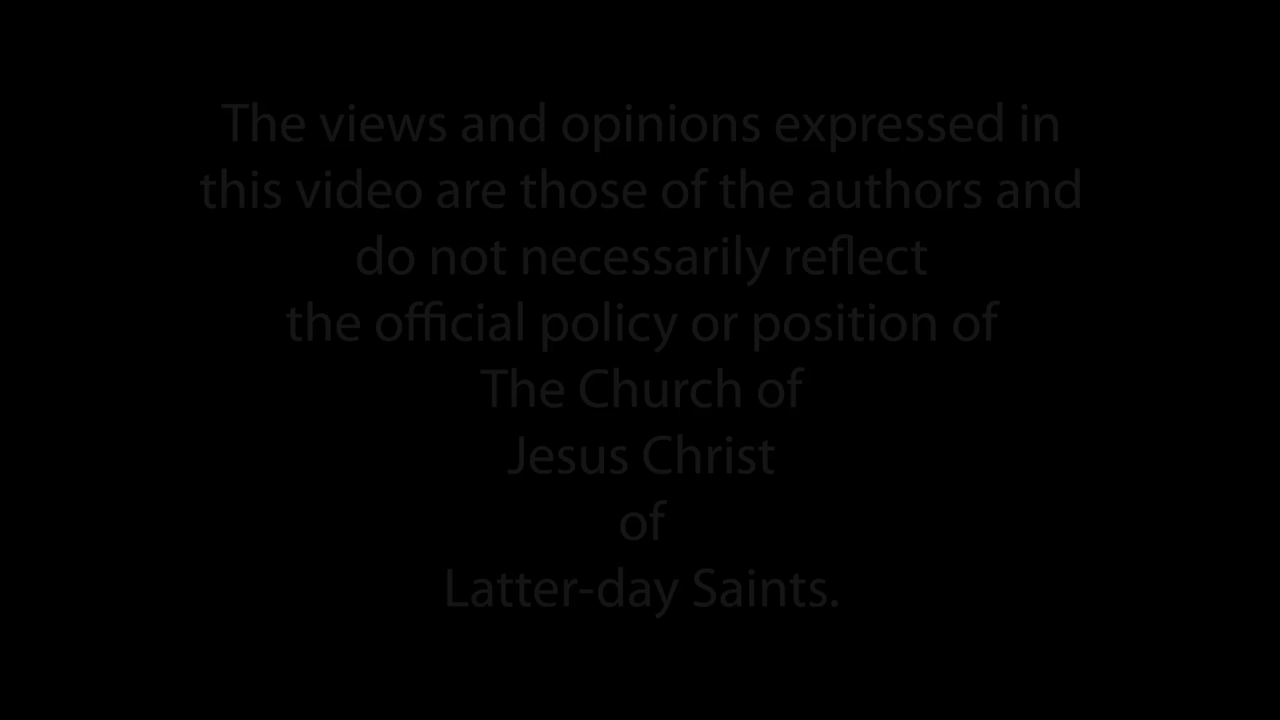 The views and opinions expressed in
this video are those of the authors and
do not necessarily reflect
the official policy or position of
The Church of
Jesus Christ
of
Latter-day Saints.